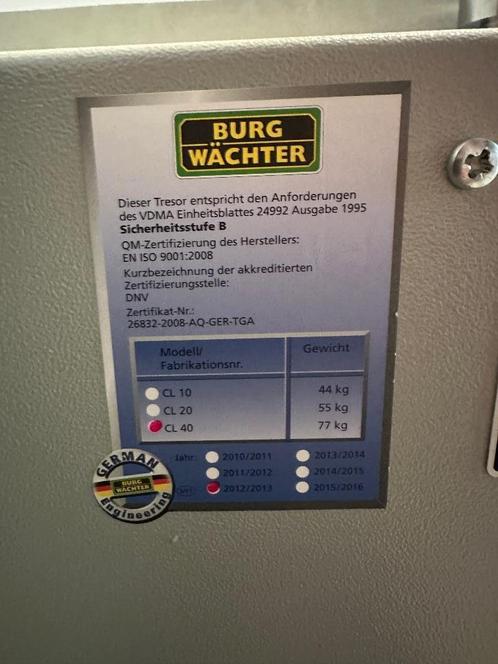 BURG
WÄCHTER
Dieser Tresor entspricht den Anforderungen
des VDMA Einheitsblattes 24992 Ausgabe 1995
Sicherheitsstufe B
QM-Zertifizierung des Herstellers:
EN ISO 9001:2008
Kurzbezeichnung der akkreditierten
Zertifizierungsstelle:
DNV
Zertifikat-Nr.:
26832-2008-AQ-GER-TGA
Modell/ Gewicht
Fabrikationsnr.
CL 10 44 kg
CL 20 55 kg
CL 40 77 kg
Jahr: 2010/2011 2013/2014
2011/2012 2014/2015
2012/2013 2015/2016
GERMAN
BURG
WÄCHTER
Engineering